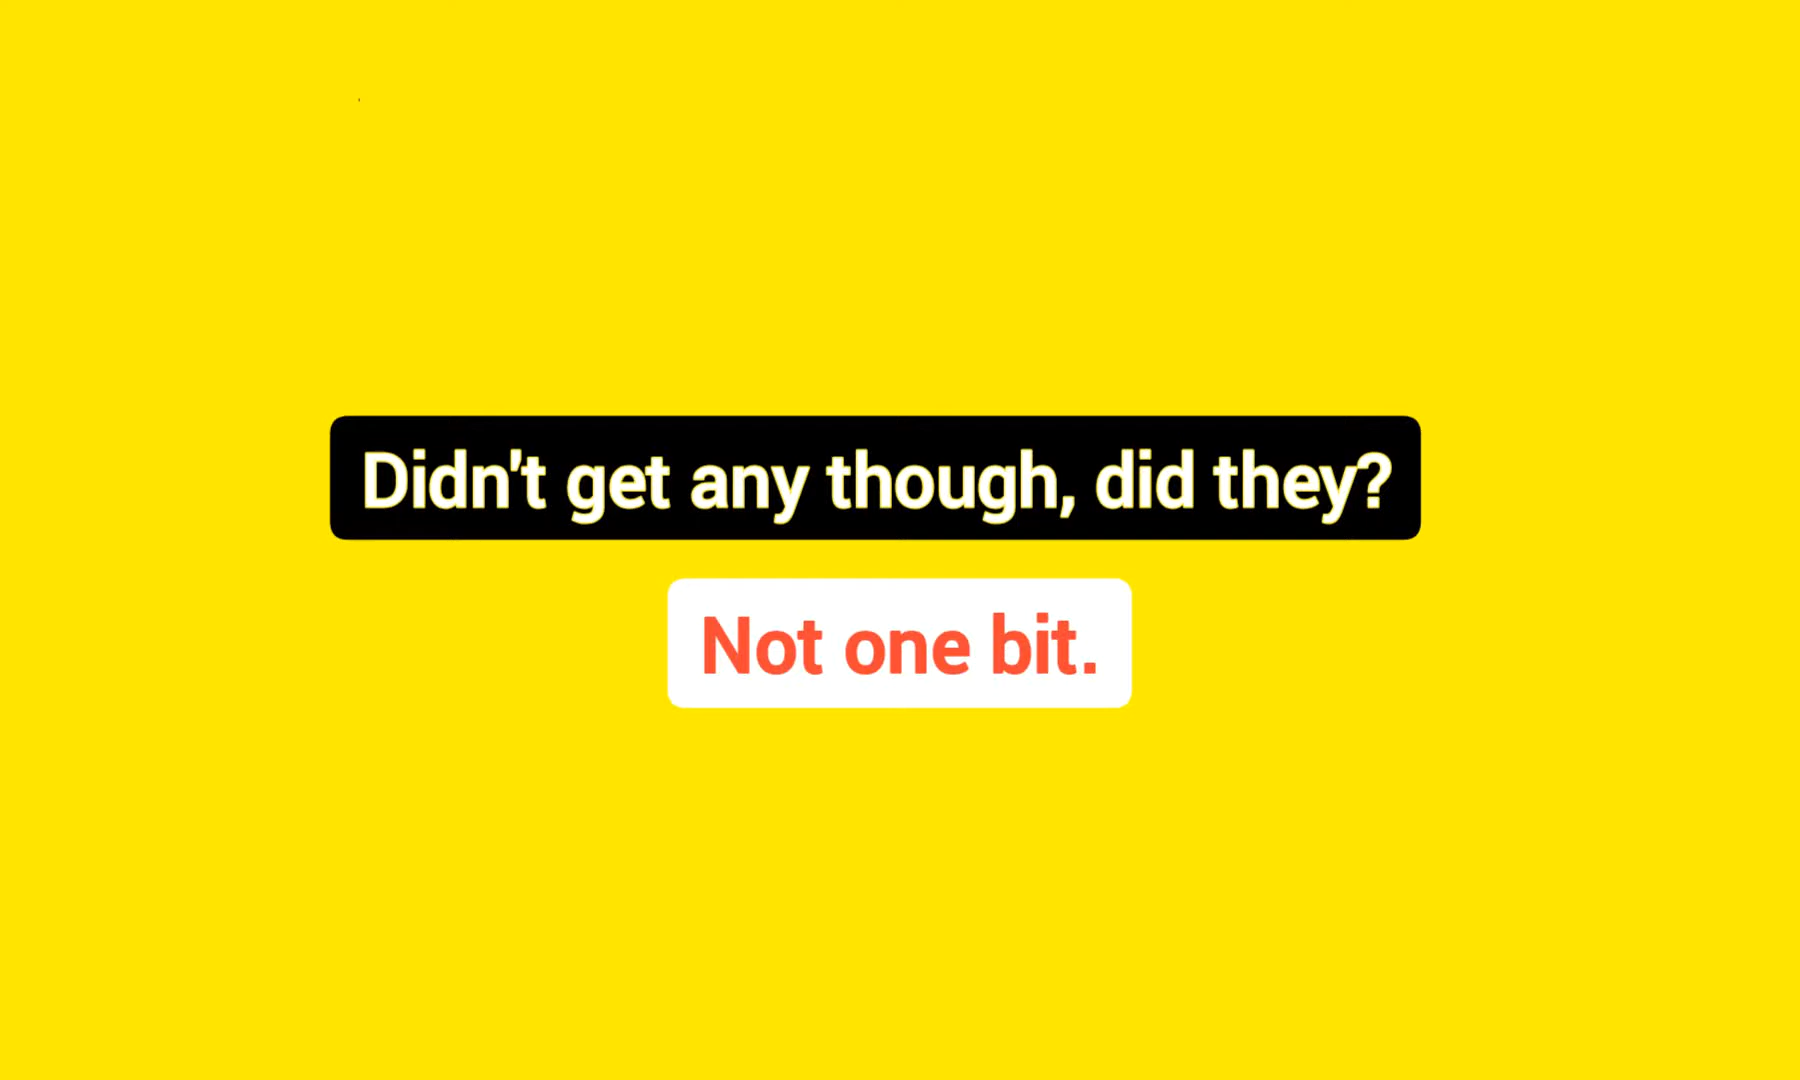 Didn't get any though, did they?
Not one bit.